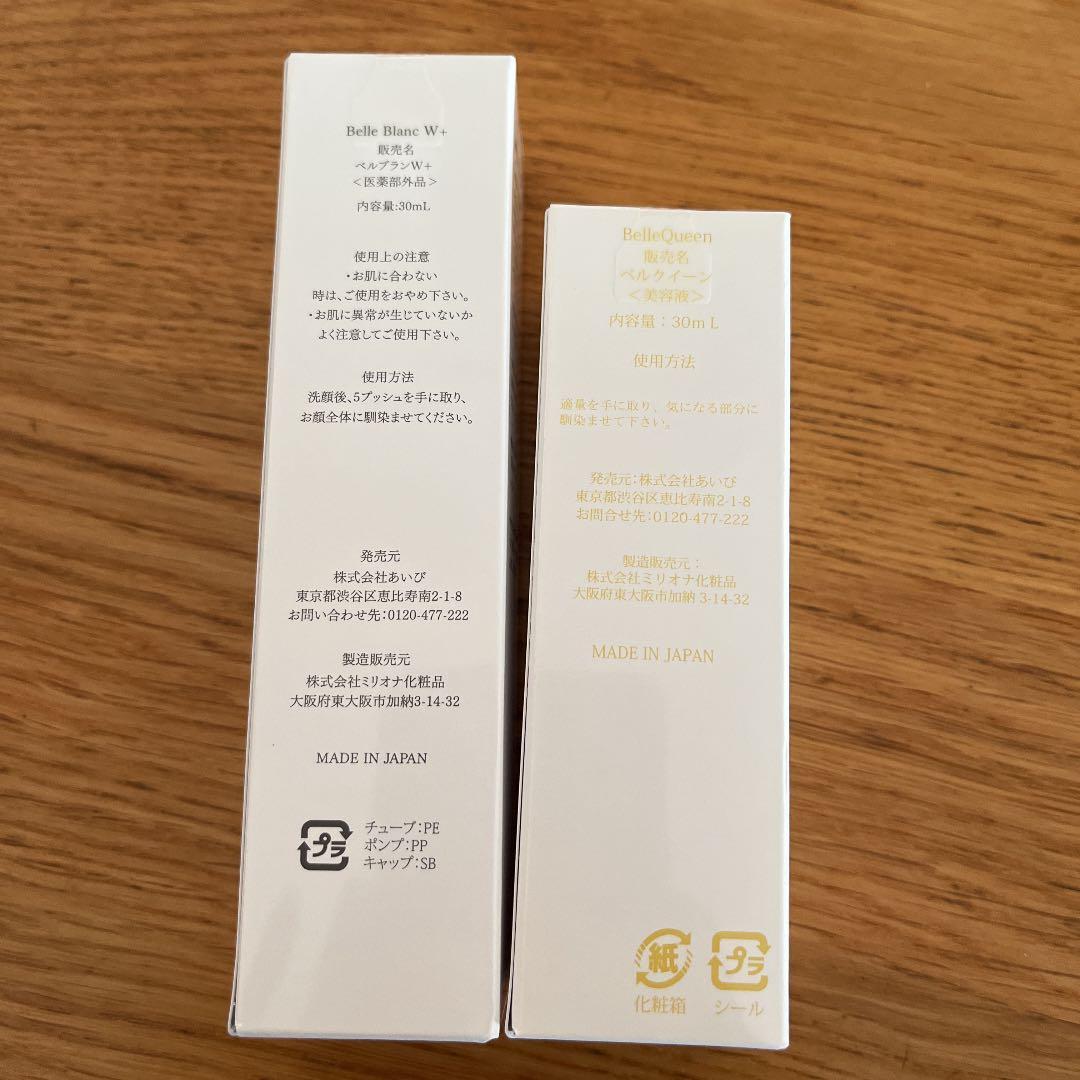 Belle Blanc W+
販売名
ベルブランW+
＜医薬部外品＞
内容量:30mL
使用上の注意
・お肌に合わない
時は、ご使用をおやめ下さい。
・お肌に異常が生じていないか
よく注意してご使用下さい。
使用方法
洗顔後、5プッシュを手に取り、
お顔全体に馴染ませてください。
発売元
株式会社あいび
東京都渋谷区恵比寿南2-1-8
お問い合わせ先:0120-477-222
製造販売元
株式会社ミリオナ化粧品
大阪府東大阪市加納3-14-32
MADE IN JAPAN
プラ
チューブ:PE
ポンプ:PP
キャップ:SB
BelleQueen
販売名
ベルクイーン
＜美容液＞
内容量：30mL
使用方法
適量を手に取り、気になる部分に
馴染ませて下さい。
発売元:株式会社あいび
東京都渋谷区恵比寿南2-1-8
お問合せ先:0120-477-222
製造販売元：
株式会社ミリオナ化粧品
大阪府東大阪市加納 3-14-32
MADE IN JAPAN
紙
化粧箱
プラ
シール